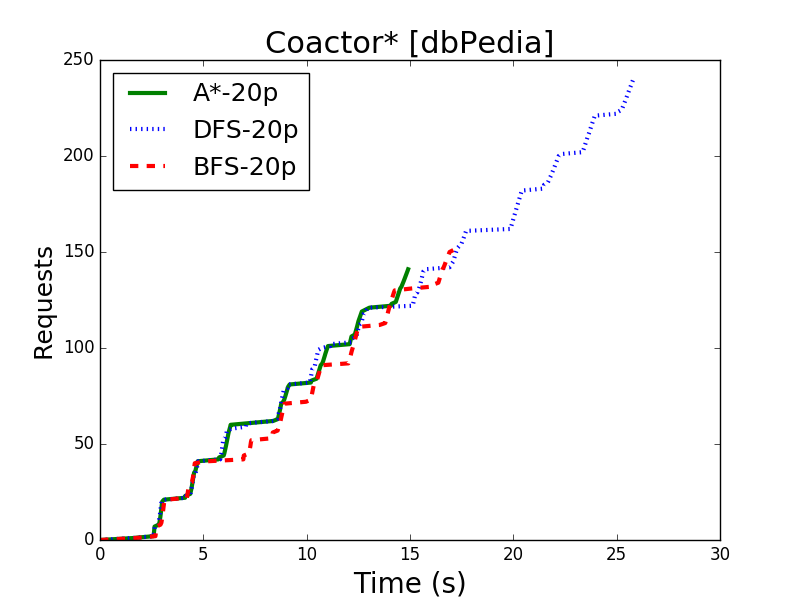 Coactor* [dbPedia]
A*-20p
DFS-20p
BFS-20p
Requests
250
200
150
100
50
0
0 5 10 15 20 25 30
Time (s)